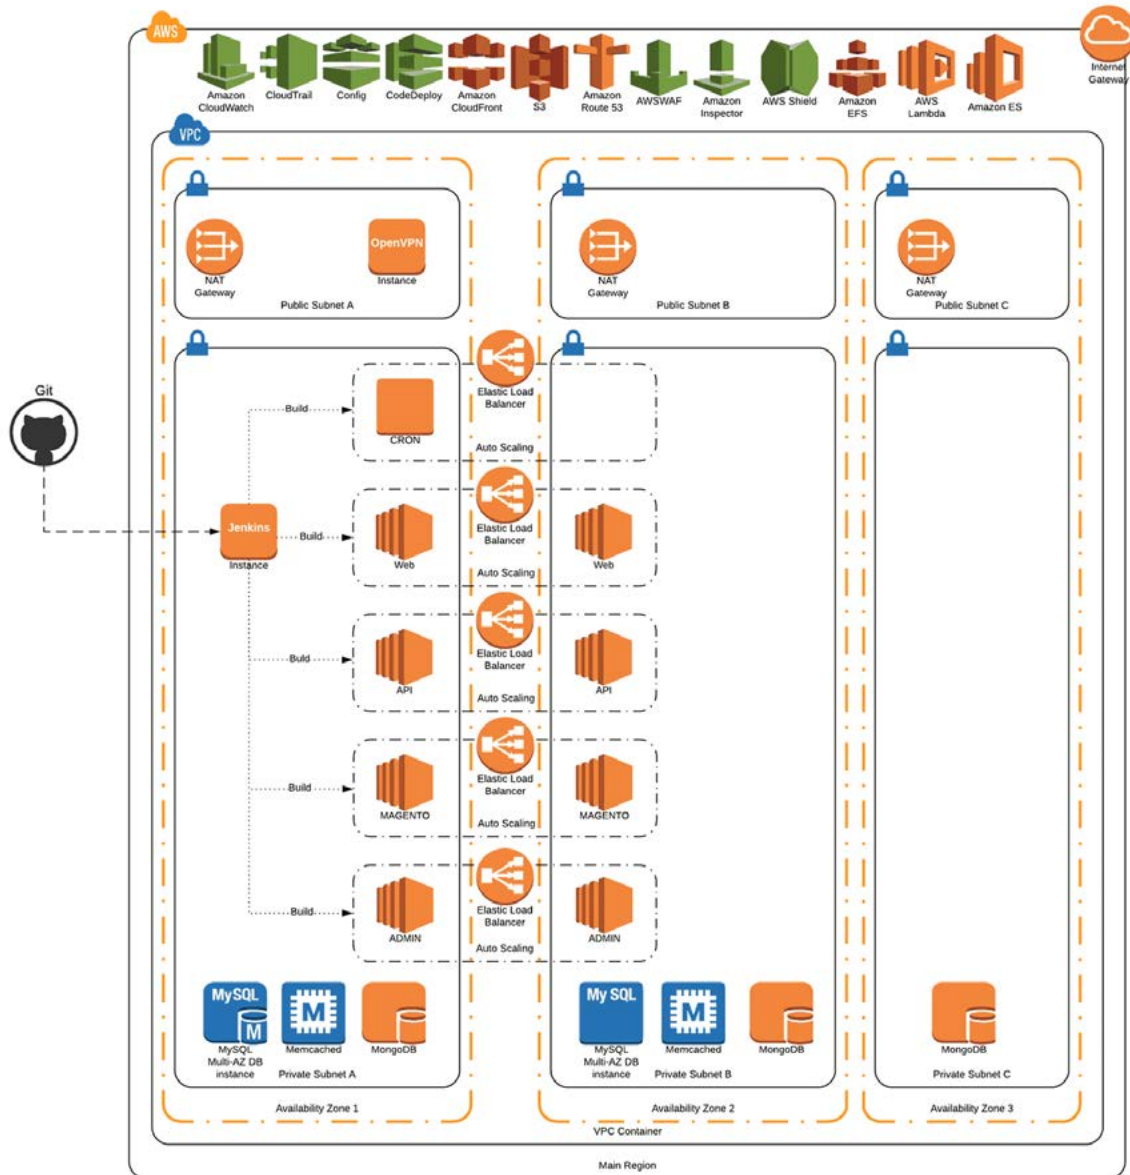 AWS
Internet
Gateway
Amazon
CloudWatch
CloudTrail
Config
CodeDeploy
Amazon
CloudFront
S3
Amazon
Route 53
AWSWAF
Amazon
Inspector
AWS Shield
Amazon
EFS
AWS
Lambda
Amazon ES
VPC
NAT
Gateway
OpenVPN
Instance
Public Subnet A
NAT
Gateway
Public Subnet B
NAT
Gateway
Public Subnet C
Git
Build
CRON
Elastic Load
Balancer
Auto Scaling
Jenkins
Instance
Build
Web
Elastic Load
Balancer
Auto Scaling
Web
Buld
API
Elastic Load
Balancer
Auto Scaling
API
Build
MAGENTO
Elastic Load
Balancer
Auto Scaling
MAGENTO
Build
ADMIN
Elastic Load
Balancer
Auto Scaling
ADMIN
MySQL
M
MySQL
Multi-AZ DB
instance
M
Memcached
MongoDB
Private Subnet A
My SQL
MySQL
Multi-AZ DB
instance
M
Memcached
MongoDB
Private Subnet B
MongoDB
Private Subnet C
Availability Zone 1
Availability Zone 2
Availability Zone 3
VPC Container
Main Region